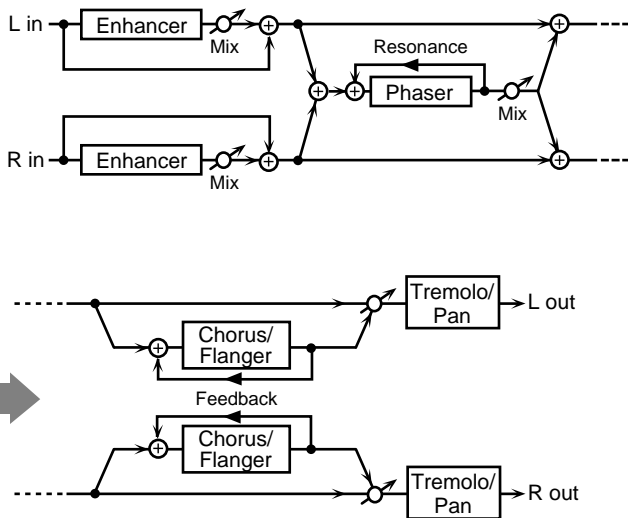 L in
Enhancer
Mix
Resonance
Phaser
Mix
R in
Enhancer
Mix
Tremolo/
Pan
L out
Chorus/
Flanger
Feedback
Chorus/
Flanger
Tremolo/
Pan
R out